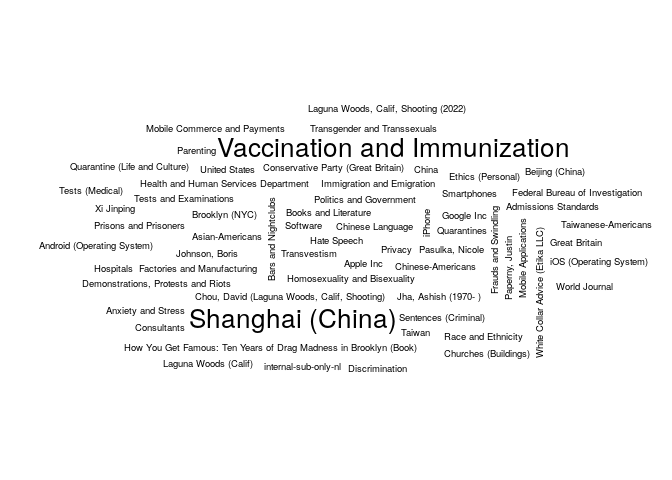 Laguna Woods, Calif, Shooting (2022)
Mobile Commerce and Payments
Transgender and Transsexuals
Parenting
Vaccination and Immunization
Quarantine (Life and Culture)
United States
Conservative Party (Great Britain)
China
Ethics (Personal)
Beijing (China)
Tests (Medical)
Health and Human Services Department
Immigration and Emigration
Smartphones
Federal Bureau of Investigation
Tests and Examinations
Politics and Government
Xi Jinping
Brooklyn (NYC)
Bars and Nightclubs
Books and Literature
iPhone
Google Inc
Frauds and Swindling
Admissions Standards
Prisons and Prisoners
Software
Chinese Language
Quarantines
Paperny, Justin
Mobile Applications
White Collar Advice (Etika LLC)
Taiwanese-Americans
Asian-Americans
Hate Speech
Great Britain
Android (Operating System)
Johnson, Boris
Transvestism
Privacy
Pasulka, Nicole
Apple Inc
iOS (Operating System)
Hospitals
Factories and Manufacturing
Chinese-Americans
Demonstrations, Protests and Riots
Homosexuality and Bisexuality
World Journal
Chou, David (Laguna Woods, Calif, Shooting)
Jha, Ashish (1970- )
Anxiety and Stress
Shanghai (China)
Sentences (Criminal)
Consultants
Taiwan
Race and Ethnicity
How You Get Famous: Ten Years of Drag Madness in Brooklyn (Book)
Churches (Buildings)
Laguna Woods (Calif)
internal-sub-only-nl
Discrimination